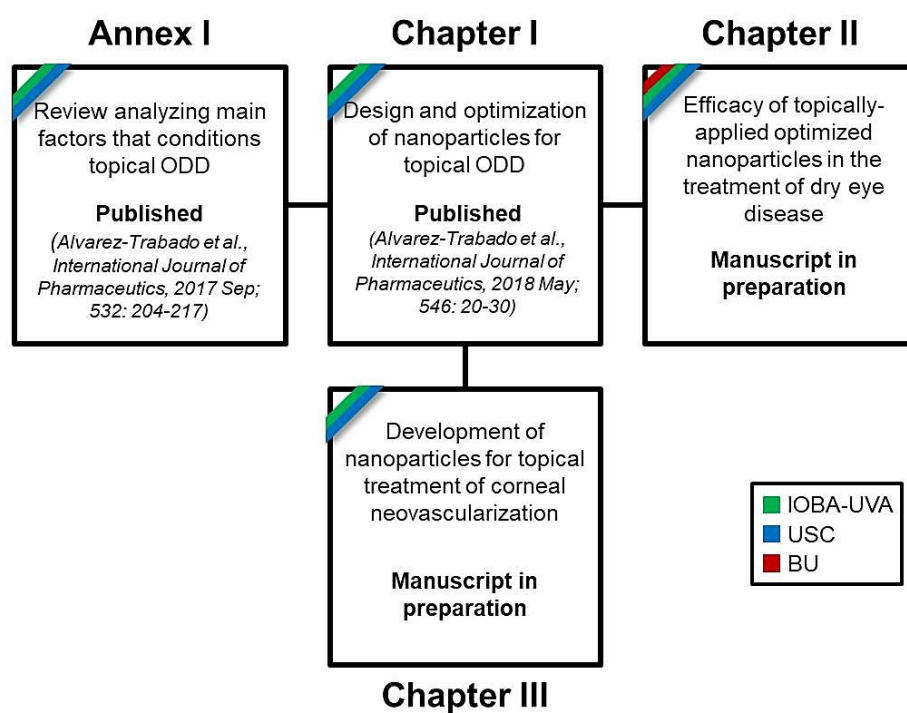 Annex I
Review analyzing main
factors that conditions
topical ODD
Published
(Alvarez-Trabado et al.,
International Journal of
Pharmaceutics, 2017 Sep;
532: 204-217)
Chapter I
Design and optimization
of nanoparticles for
topical ODD
Published
(Alvarez-Trabado et al.,
International Journal of
Pharmaceutics, 2018 May;
546: 20-30)
Chapter II
Efficacy of topically-
applied optimized
nanoparticles in the
treatment of dry eye
disease
Manuscript in
preparation
Development of
nanoparticles for topical
treatment of corneal
neovascularization
Manuscript in
preparation
Chapter III
IOBA-UVA
USC
BU